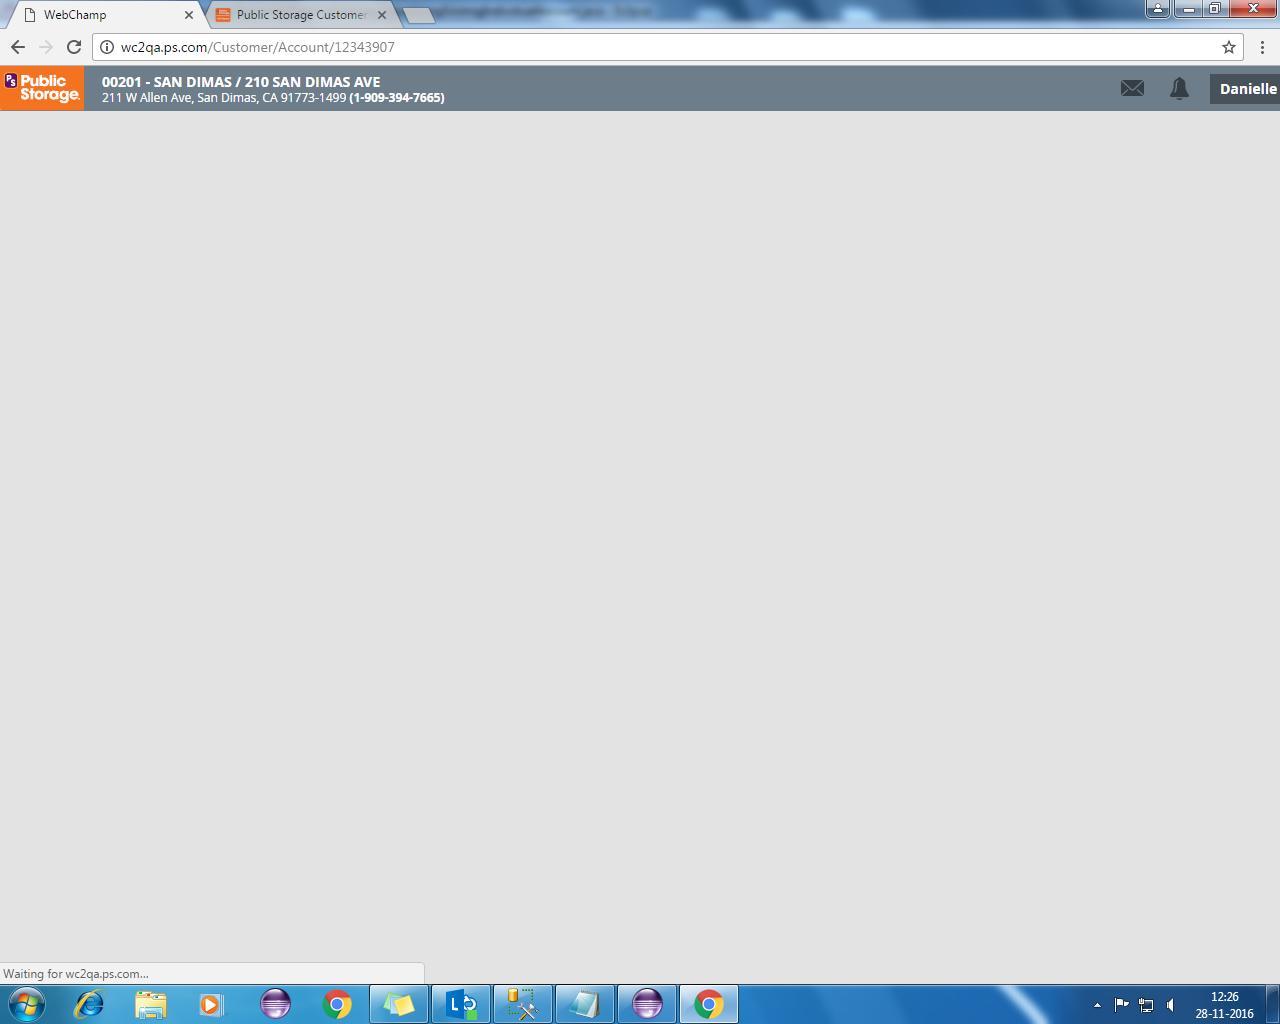 WebChamp
Public Storage Customer
wc2qa.ps.com/Customer/Account/12343907
PS Public Storage
00201 - SAN DIMAS / 210 SAN DIMAS AVE
211 W Allen Ave, San Dimas, CA 91773-1499 (1-909-394-7665)
Danielle
Waiting for wc2qa.ps.com...
12:26
28-11-2016